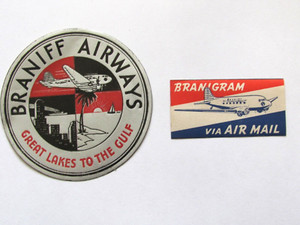 BRANIFF AIRWAYS
GREAT LAKES TO THE GULF
BRANIGRAM
VIA AIR MAIL